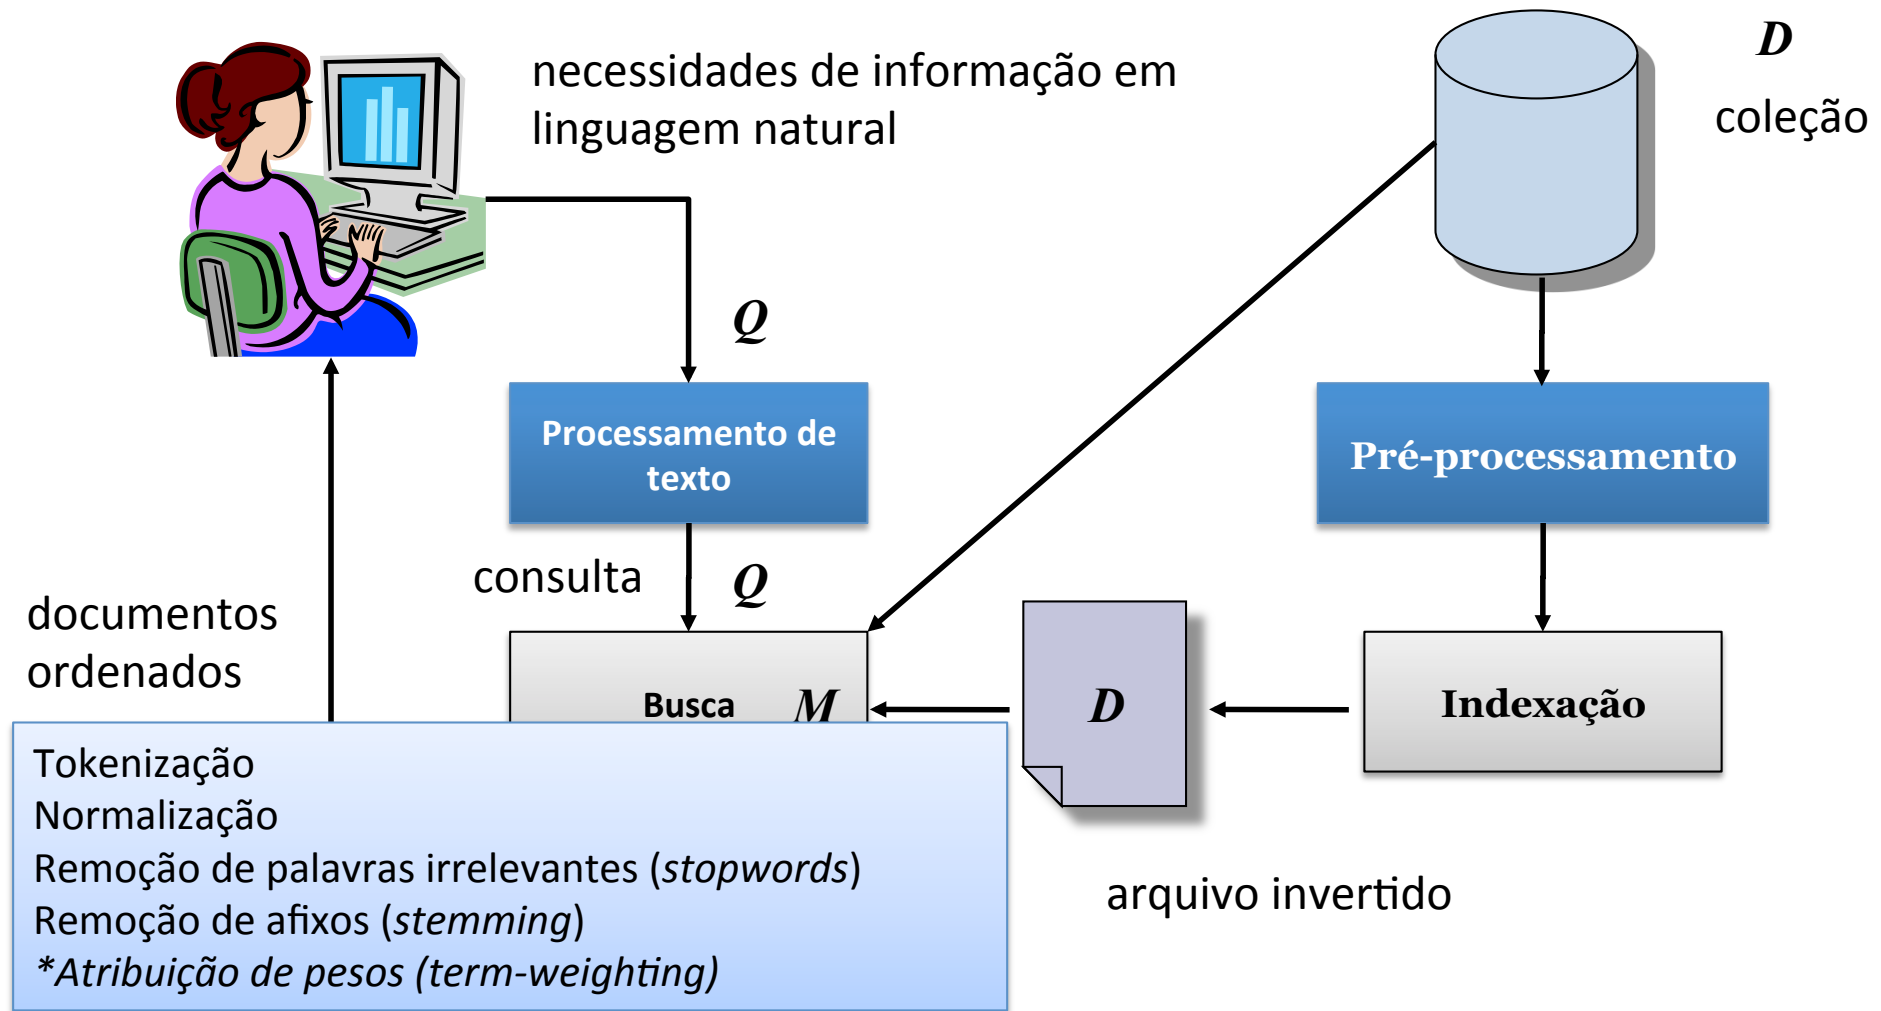 necessidades de informação em
linguagem natural
D
coleção
Q
Processamento de
texto
Pré-processamento
consulta
Q
documentos
ordenados
Busca
M
D
Indexação
Tokenização
Normalização
Remoção de palavras irrelevantes (stopwords)
Remoção de afixos (stemming)
*Atribuição de pesos (term-weighting)
arquivo invertido